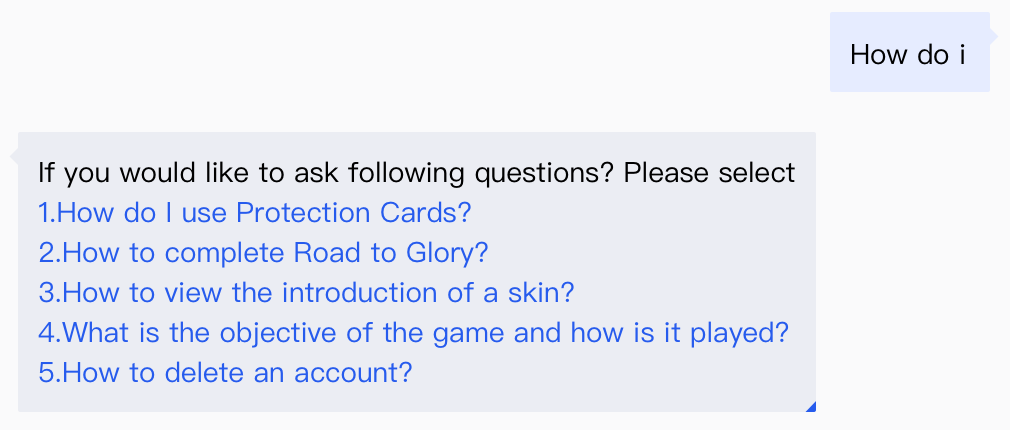 How do i
If you would like to ask following questions? Please select
1.How do I use Protection Cards?
2.How to complete Road to Glory?
3.How to view the introduction of a skin?
4.What is the objective of the game and how is it played?
5.How to delete an account?